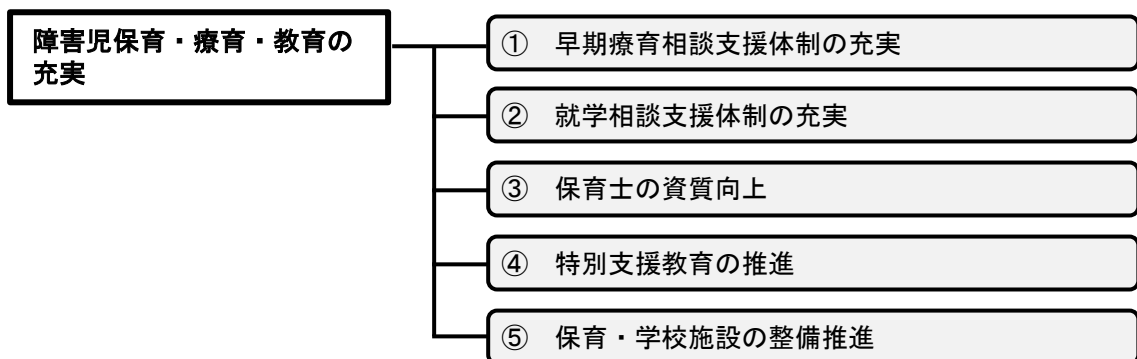 障害児保育・療育・教育の
充実
① 早期療育相談支援体制の充実
② 就学相談支援体制の充実
③ 保育士の資質向上
④ 特別支援教育の推進
⑤ 保育・学校施設の整備推進